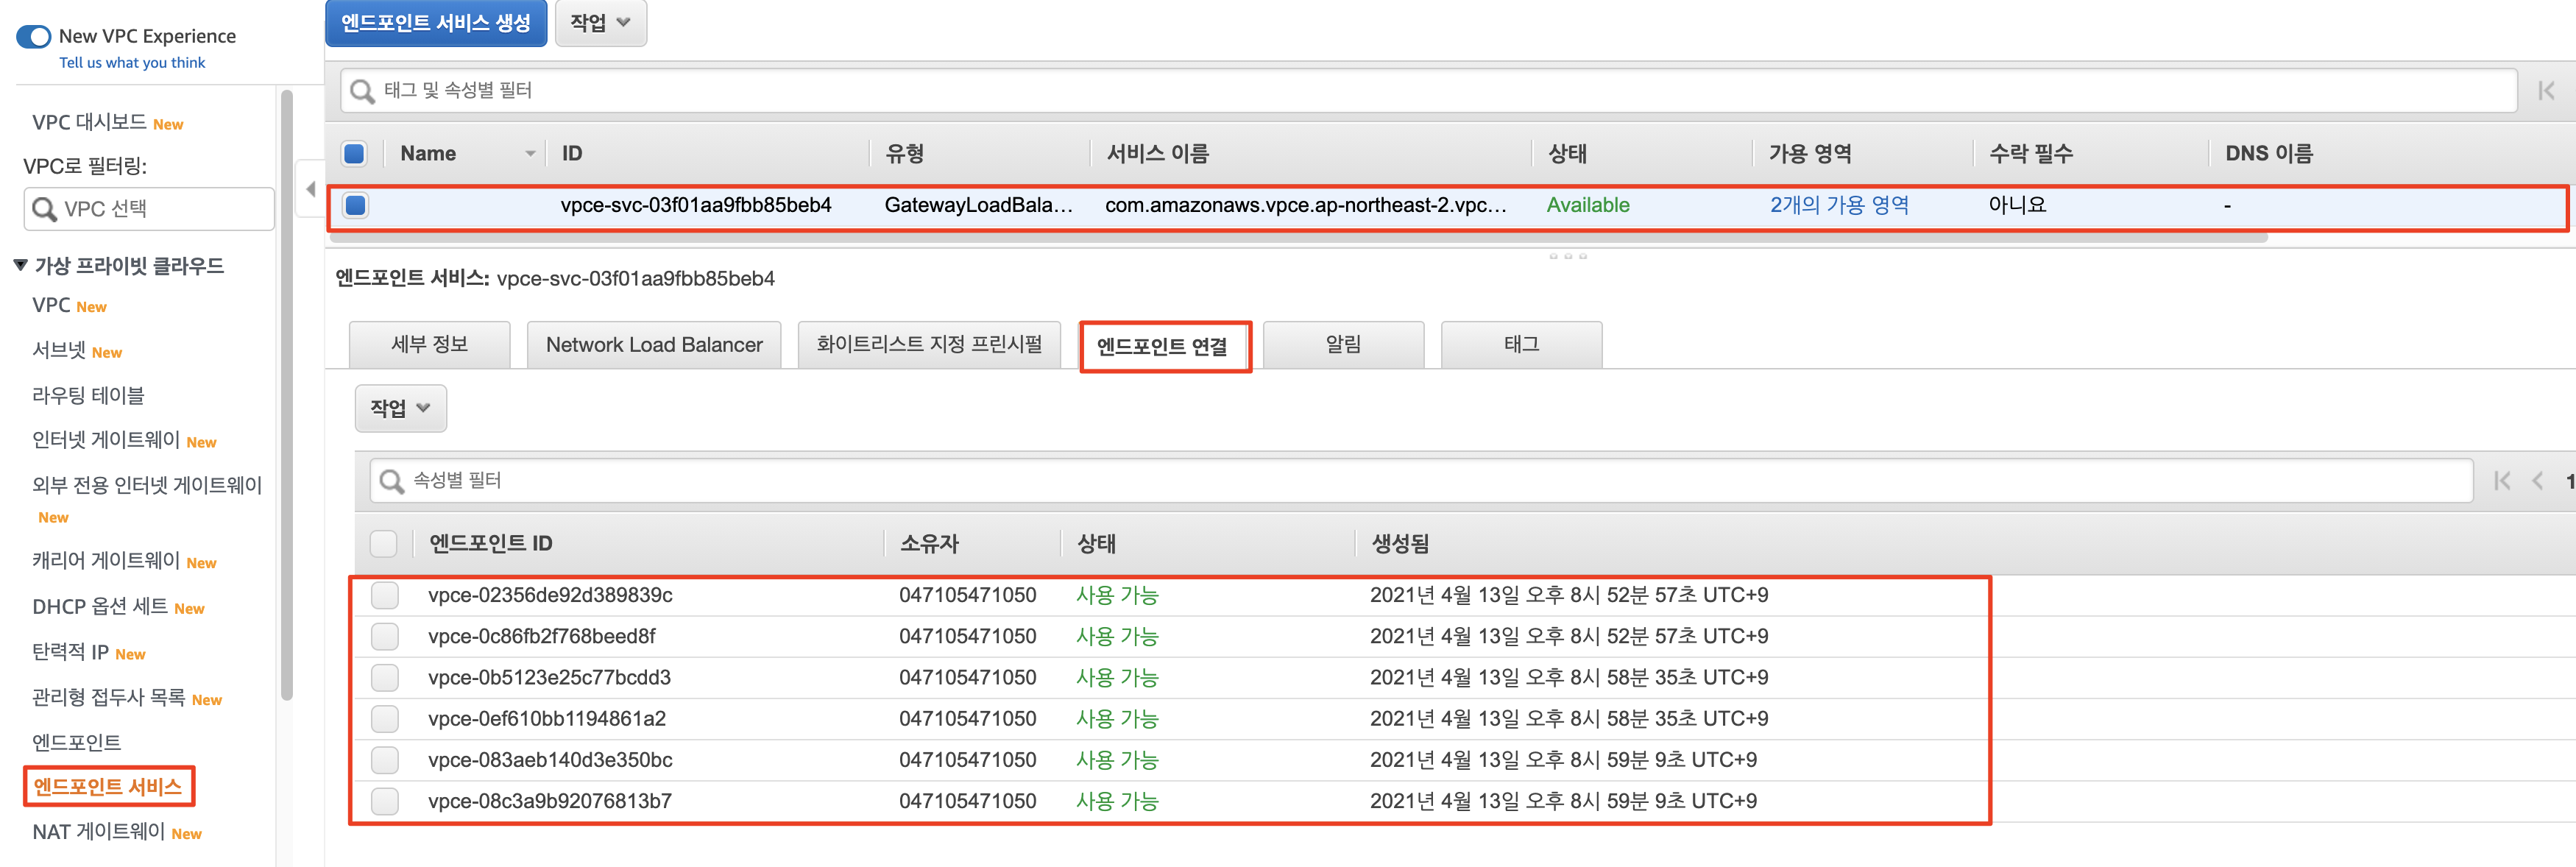 New VPC Experience
Tell us what you think
VPC 대시보드 New
VPC로 필터링:
VPC 선택
가상 프라이빗 클라우드
VPC New
서브넷 New
라우팅 테이블
인터넷 게이트웨이 New
외부 전용 인터넷 게이트웨이
New
캐리어 게이트웨이 New
DHCP 옵션 세트 New
탄력적 IP New
관리형 접두사 목록 New
엔드포인트
엔드포인트 서비스
NAT 게이트웨이 New
엔드포인트 서비스 생성 작업
태그 및 속성별 필터
Name ID 유형 서비스 이름 상태 가용 영역 수락 필수 DNS 이름
vpce-svc-03f01aa9fbb85beb4 GatewayLoadBala... com.amazonaws.vpce.ap-northeast-2.vpc... Available 2개의 가용 영역 아니요 -
엔드포인트 서비스: vpce-svc-03f01aa9fbb85beb4
세부 정보 Network Load Balancer 화이트리스트 지정 프린시펄 엔드포인트 연결 알림 태그
작업
속성별 필터 1
엔드포인트 ID 소유자 상태 생성됨
vpce-02356de92d389839c 047105471050 사용 가능 2021년 4월 13일 오후 8시 52분 57초 UTC+9
vpce-0c86fb2f768beed8f 047105471050 사용 가능 2021년 4월 13일 오후 8시 52분 57초 UTC+9
vpce-0b5123e25c77bcdd3 047105471050 사용 가능 2021년 4월 13일 오후 8시 58분 35초 UTC+9
vpce-0ef610bb1194861a2 047105471050 사용 가능 2021년 4월 13일 오후 8시 58분 35초 UTC+9
vpce-083aeb140d3e350bc 047105471050 사용 가능 2021년 4월 13일 오후 8시 59분 9초 UTC+9
vpce-08c3a9b92076813b7 047105471050 사용 가능 2021년 4월 13일 오후 8시 59분 9초 UTC+9